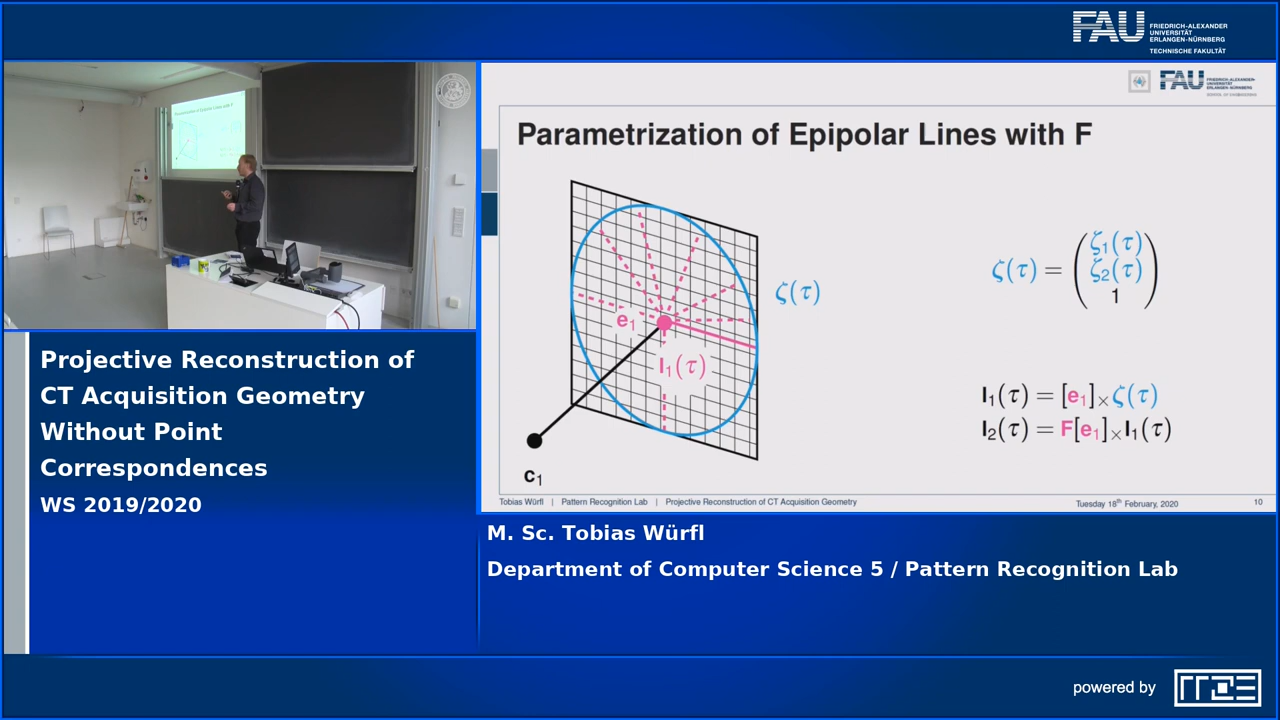 FAU
FRIEDRICH-ALEXANDER
UNIVERSITÄT
ERLANGEN-NÜRNBERG
TECHNISCHE FAKULTÄT
FAU
Parametrization of Epipolar Lines with F
ζ(τ)
e₁
l₁(τ)
c₁
ζ(τ) = (ζ₁(τ)
ζ₂(τ)
1)
l₁(τ) = [e₁]×ζ(τ)
l₂(τ) = F[e₁]×l₁(τ)
Tobias Würfl | Pattern Recognition Lab | Projective Reconstruction of CT Acquisition Geometry
Tuesday 18th February, 2020
10
Projective Reconstruction of
CT Acquisition Geometry
Without Point
Correspondences
WS 2019/2020
M. Sc. Tobias Würfl
Department of Computer Science 5 / Pattern Recognition Lab
powered by